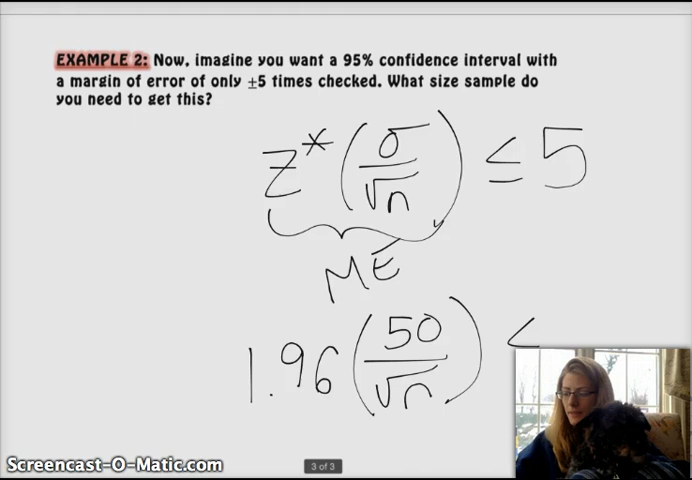 EXAMPLE 2: Now, imagine you want a 95% confidence interval with
a margin of error of only ±5 times checked. What size sample do
you need to get this?
z* (σ/√n) ≤ 5
ME
1.96 (50/√n) <
Screencast-O-Matic.com
3 of 3